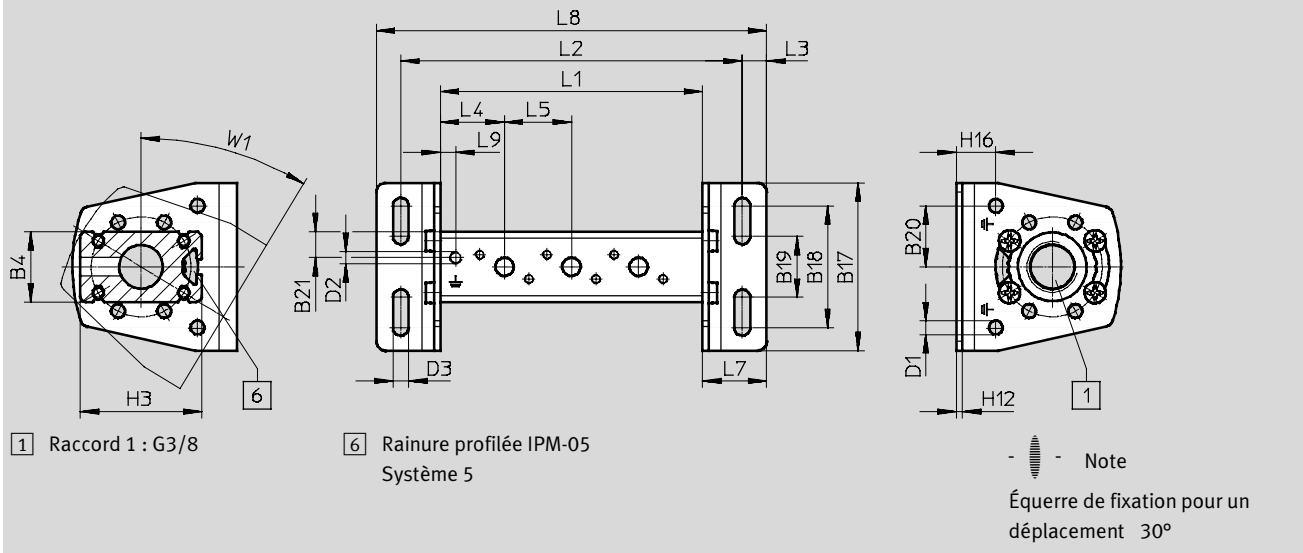 L8
L2
L3
L1
L4
L5
L9
W1
H16
B4
B21
D2
B19
B18
B17
B20
D1
D3
L7
H3
6
H12
1
1 Raccord 1 : G3/8
6 Rainure profilée IPM-05
Système 5
Note
Équerre de fixation pour un
déplacement 30°